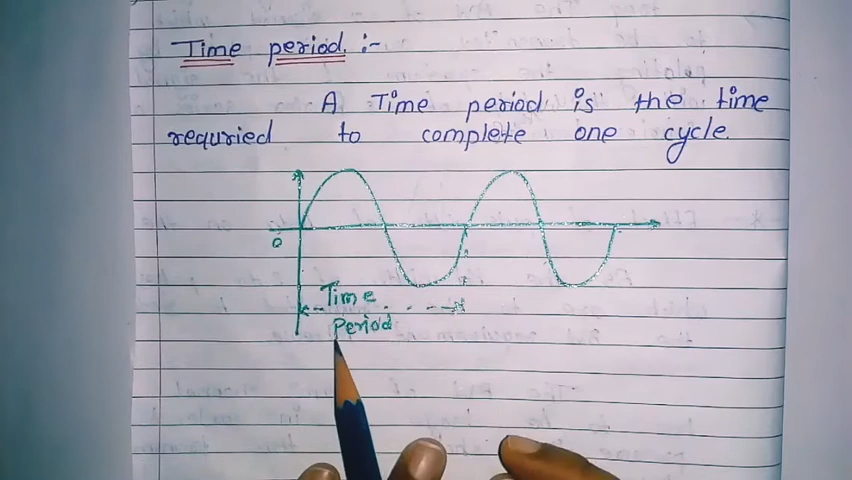 Time period :-
A Time period is the time
requried to complete one cycle.
0
Time
Period